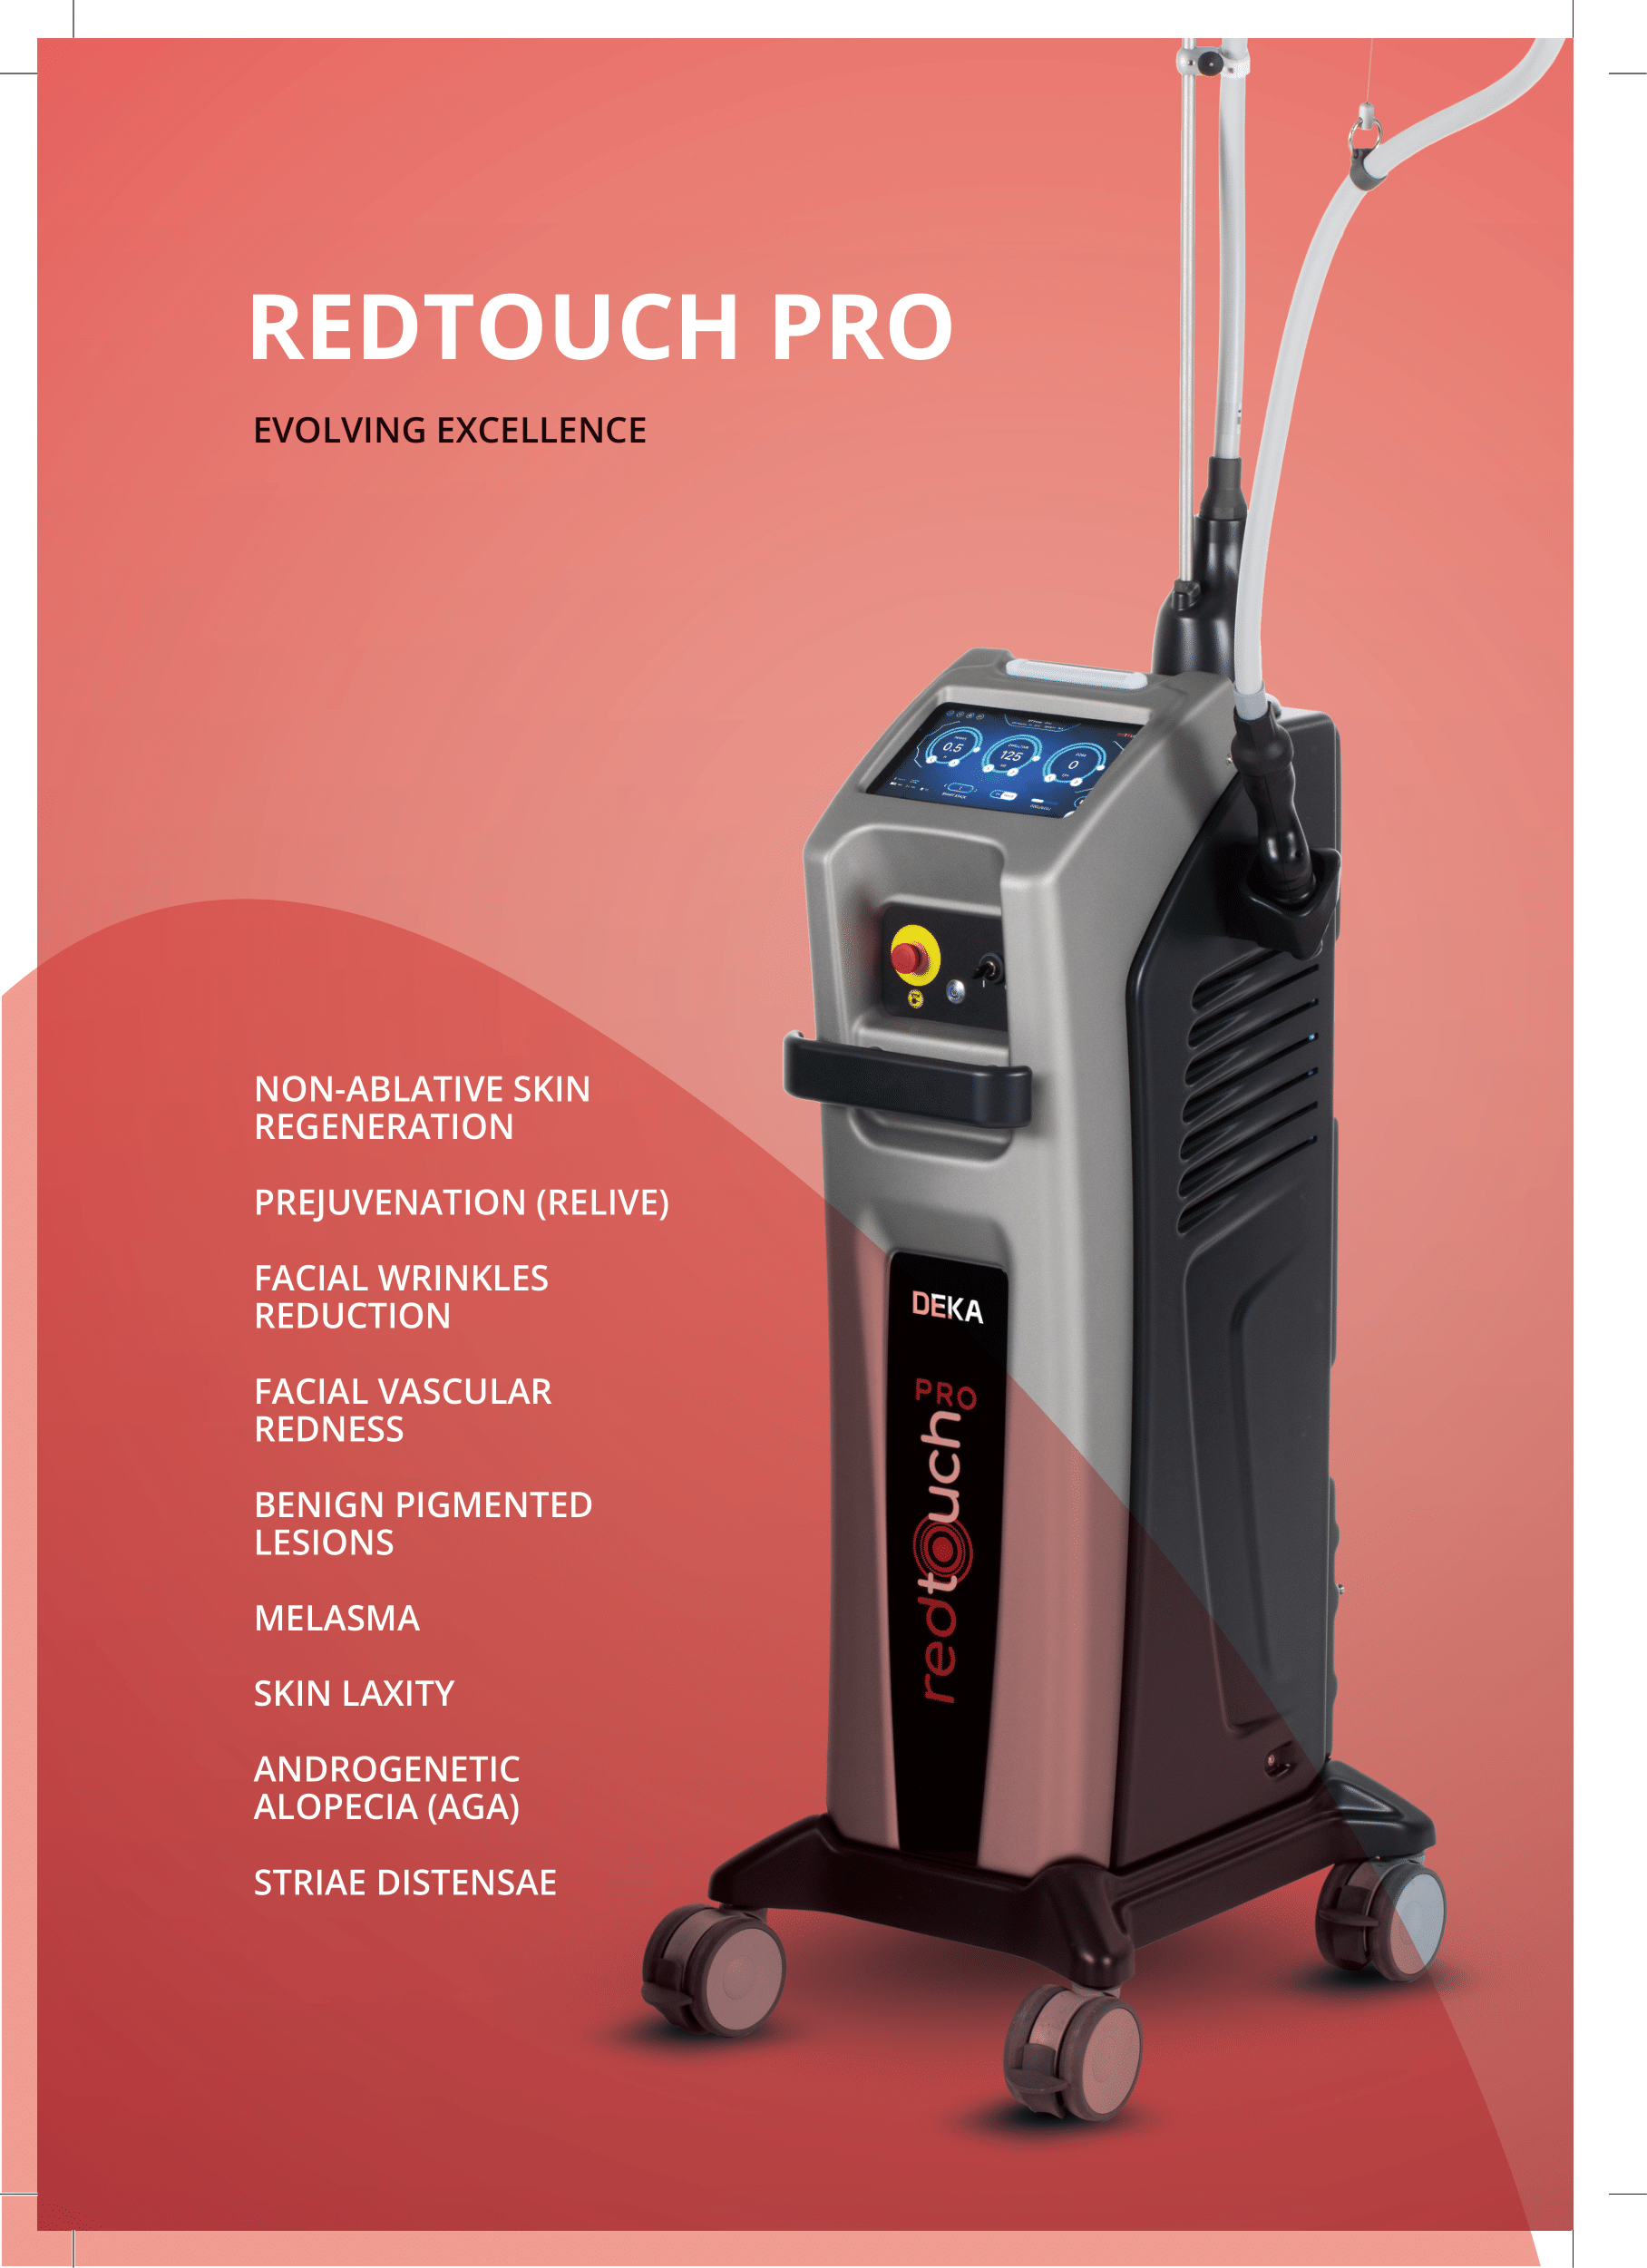 REDTOUCH PRO
EVOLVING EXCELLENCE
0.5
125
0
NON-ABLATIVE SKIN
REGENERATION
PREJUVENATION (RELIVE)
FACIAL WRINKLES
REDUCTION
FACIAL VASCULAR
REDNESS
BENIGN PIGMENTED
LESIONS
MELASMA
SKIN LAXITY
ANDROGENETIC
ALOPECIA (AGA)
STRIAE DISTENSAE
DEKA
redtouch PRO